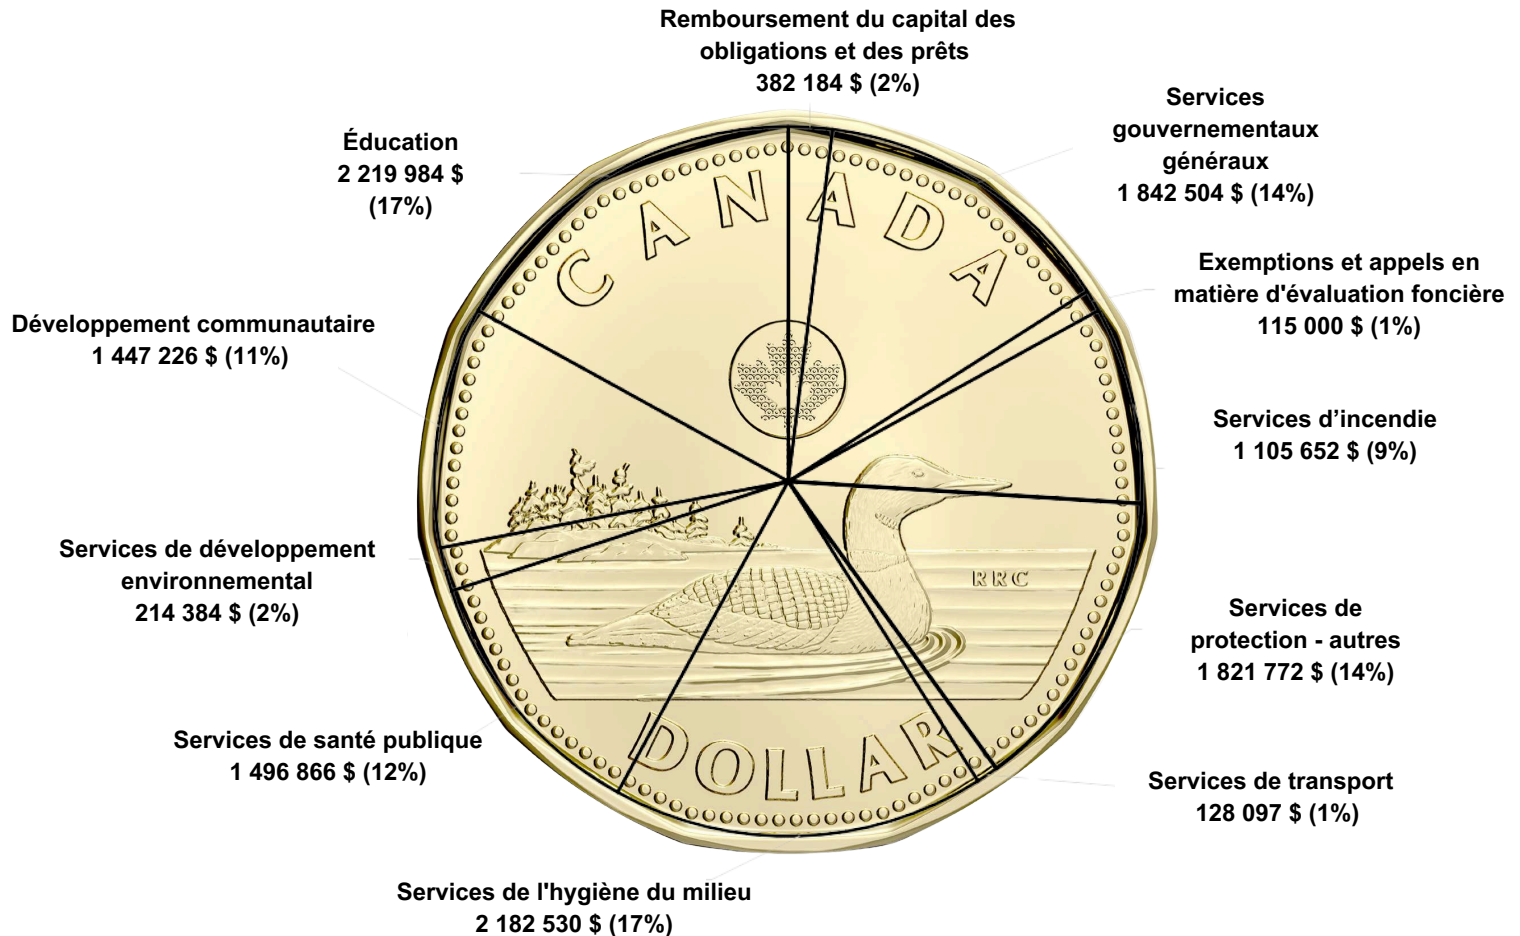 Remboursement du capital des
obligations et des prêts
382 184 $ (2%)
Services
gouvernementaux
généraux
1 842 504 $ (14%)
Exemptions et appels en
matière d'évaluation foncière
115 000 $ (1%)
Services d’incendie
1 105 652 $ (9%)
Services de
protection - autres
1 821 772 $ (14%)
Services de transport
128 097 $ (1%)
Services de l'hygiène du milieu
2 182 530 $ (17%)
Services de santé publique
1 496 866 $ (12%)
Services de développement
environnemental
214 384 $ (2%)
Développement communautaire
1 447 226 $ (11%)
Éducation
2 219 984 $
(17%)
CANADA
RRC
DOLLAR